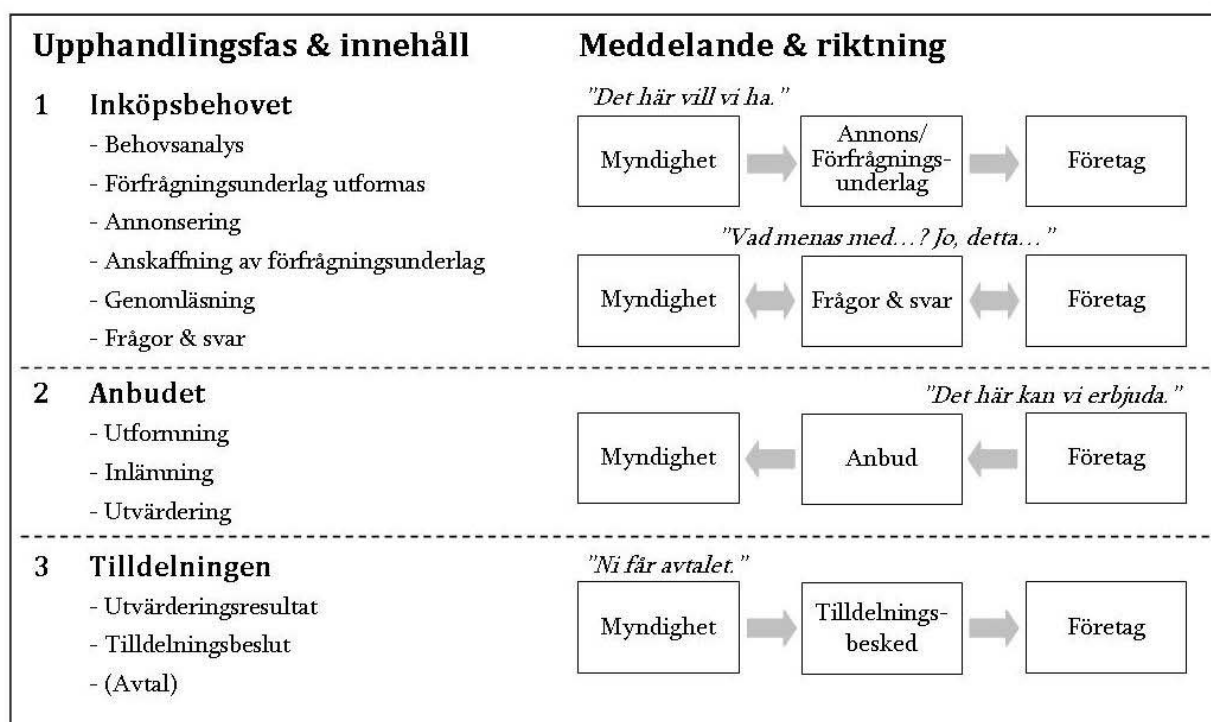 Upphandlingsfas & innehåll
Meddelande & riktning
1 Inköpsbehovet
- Behovsanalys
- Förfrågningsunderlag utformas
- Annonsering
- Anskaffning av förfrågningsunderlag
- Genomläsning
- Frågor & svar
"Det här vill vi ha."
Myndighet
Annons/
Förfrågnings-
underlag
Företag
"Vad menas med...? Jo, detta..."
Myndighet
Frågor & svar
Företag
2 Anbudet
- Utformning
- Inlämning
- Utvärdering
"Det här kan vi erbjuda."
Myndighet
Anbud
Företag
3 Tilldelningen
- Utvärderingsresultat
- Tilldelningsbeslut
- (Avtal)
"Ni får avtalet."
Myndighet
Tilldelnings-
besked
Företag